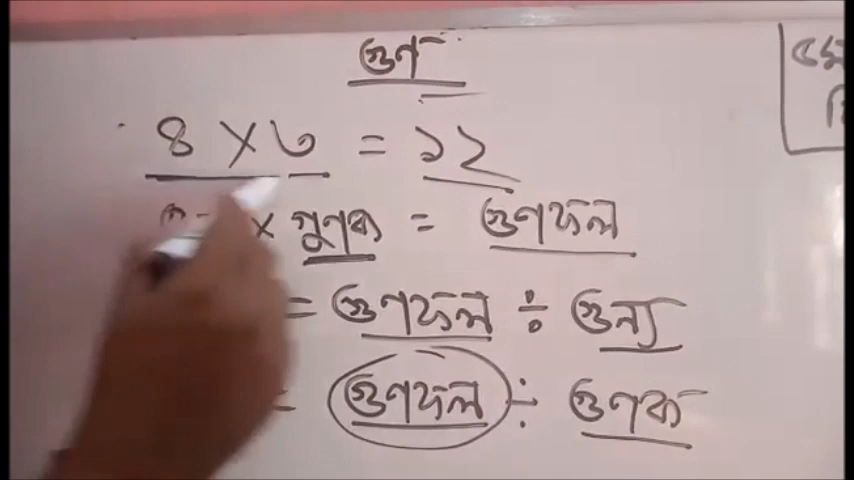 গুণ
৪ × ৩ = ১২
× গুণক = গুণফল
= গুণফল ÷ গুন্য
= গুণফল ÷ গুণক